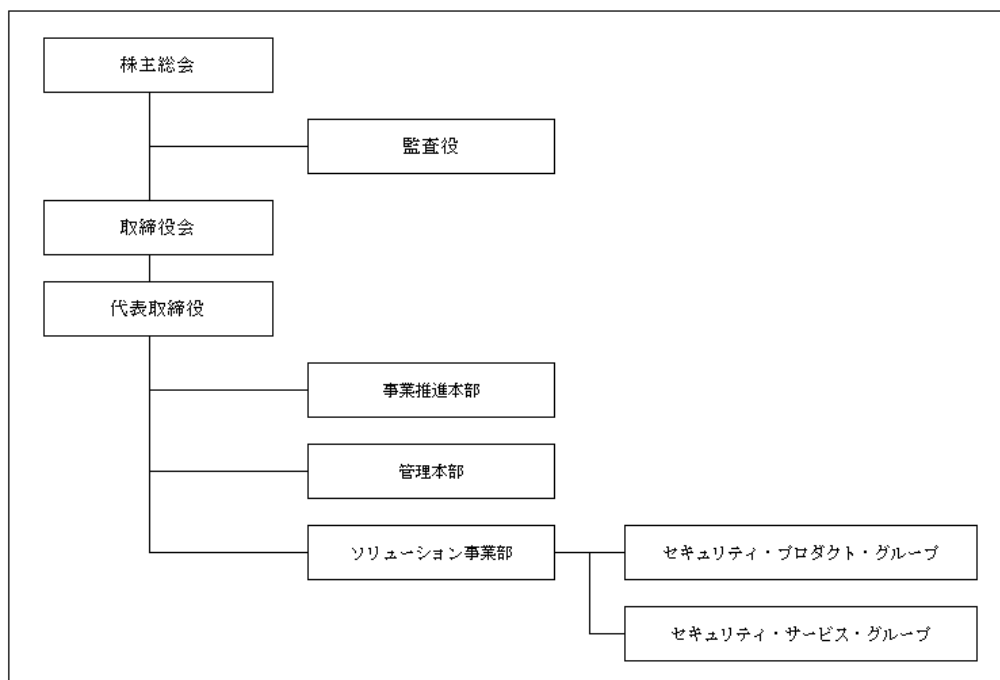 株主総会
監査役
取締役会
代表取締役
事業推進本部
管理本部
ソリューション事業部
セキュリティ・プロダクト・グループ
セキュリティ・サービス・グループ